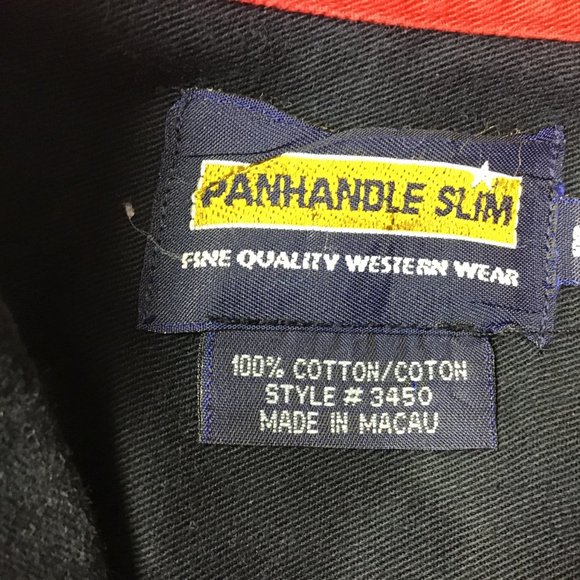 PANHANDLE SLIM
FINE QUALITY WESTERN WEAR
100% COTTON/COTON
STYLE # 3450
MADE IN MACAU